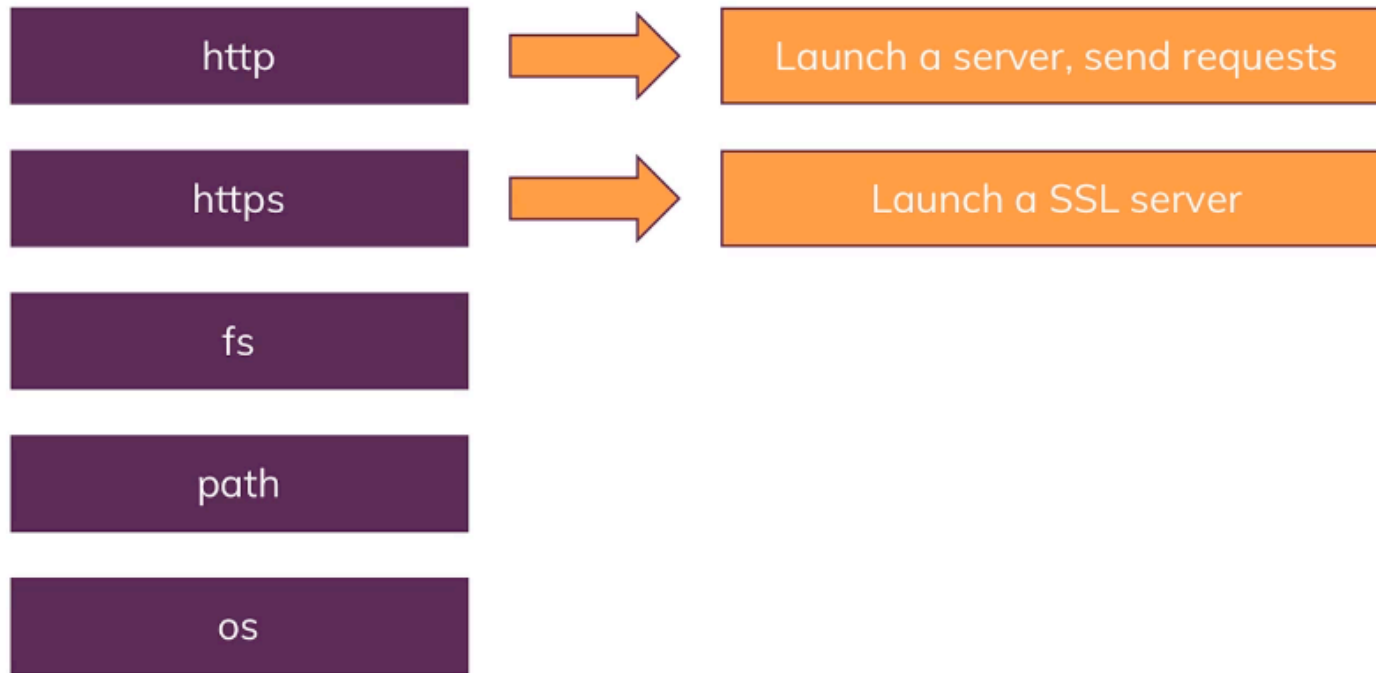 http
Launch a server, send requests
https
Launch a SSL server
fs
path
os